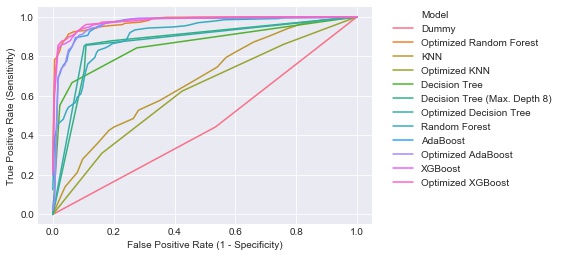 Model
Dummy
Optimized Random Forest
KNN
Optimized KNN
Decision Tree
Decision Tree (Max. Depth 8)
Optimized Decision Tree
Random Forest
AdaBoost
Optimized AdaBoost
XGBoost
Optimized XGBoost
True Positive Rate (Sensitivity)
1.0
0.8
0.6
0.4
0.2
0.0
0.0 0.2 0.4 0.6 0.8 1.0
False Positive Rate (1 - Specificity)